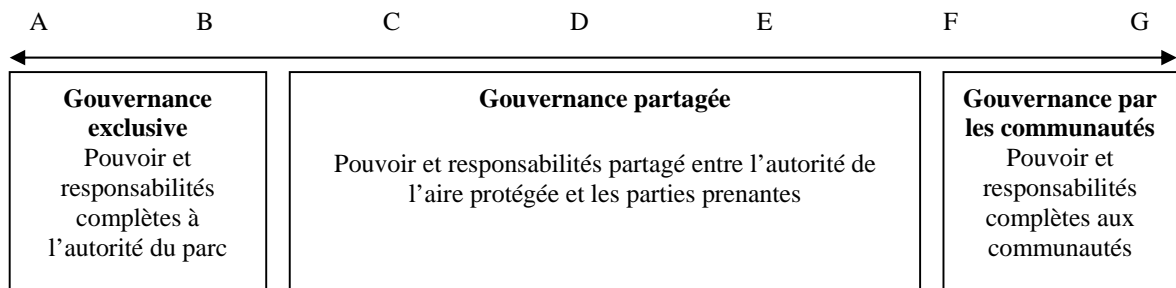 A B C D E F G
Gouvernance
exclusive
Pouvoir et
responsabilités
complètes à
l’autorité du parc
Gouvernance partagée
Pouvoir et responsabilités partagé entre l’autorité de
l’aire protégée et les parties prenantes
Gouvernance par
les communautés
Pouvoir et
responsabilités
complètes aux
communautés